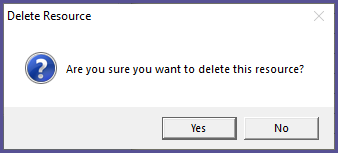 Delete Resource
Are you sure you want to delete this resource?
Yes
No